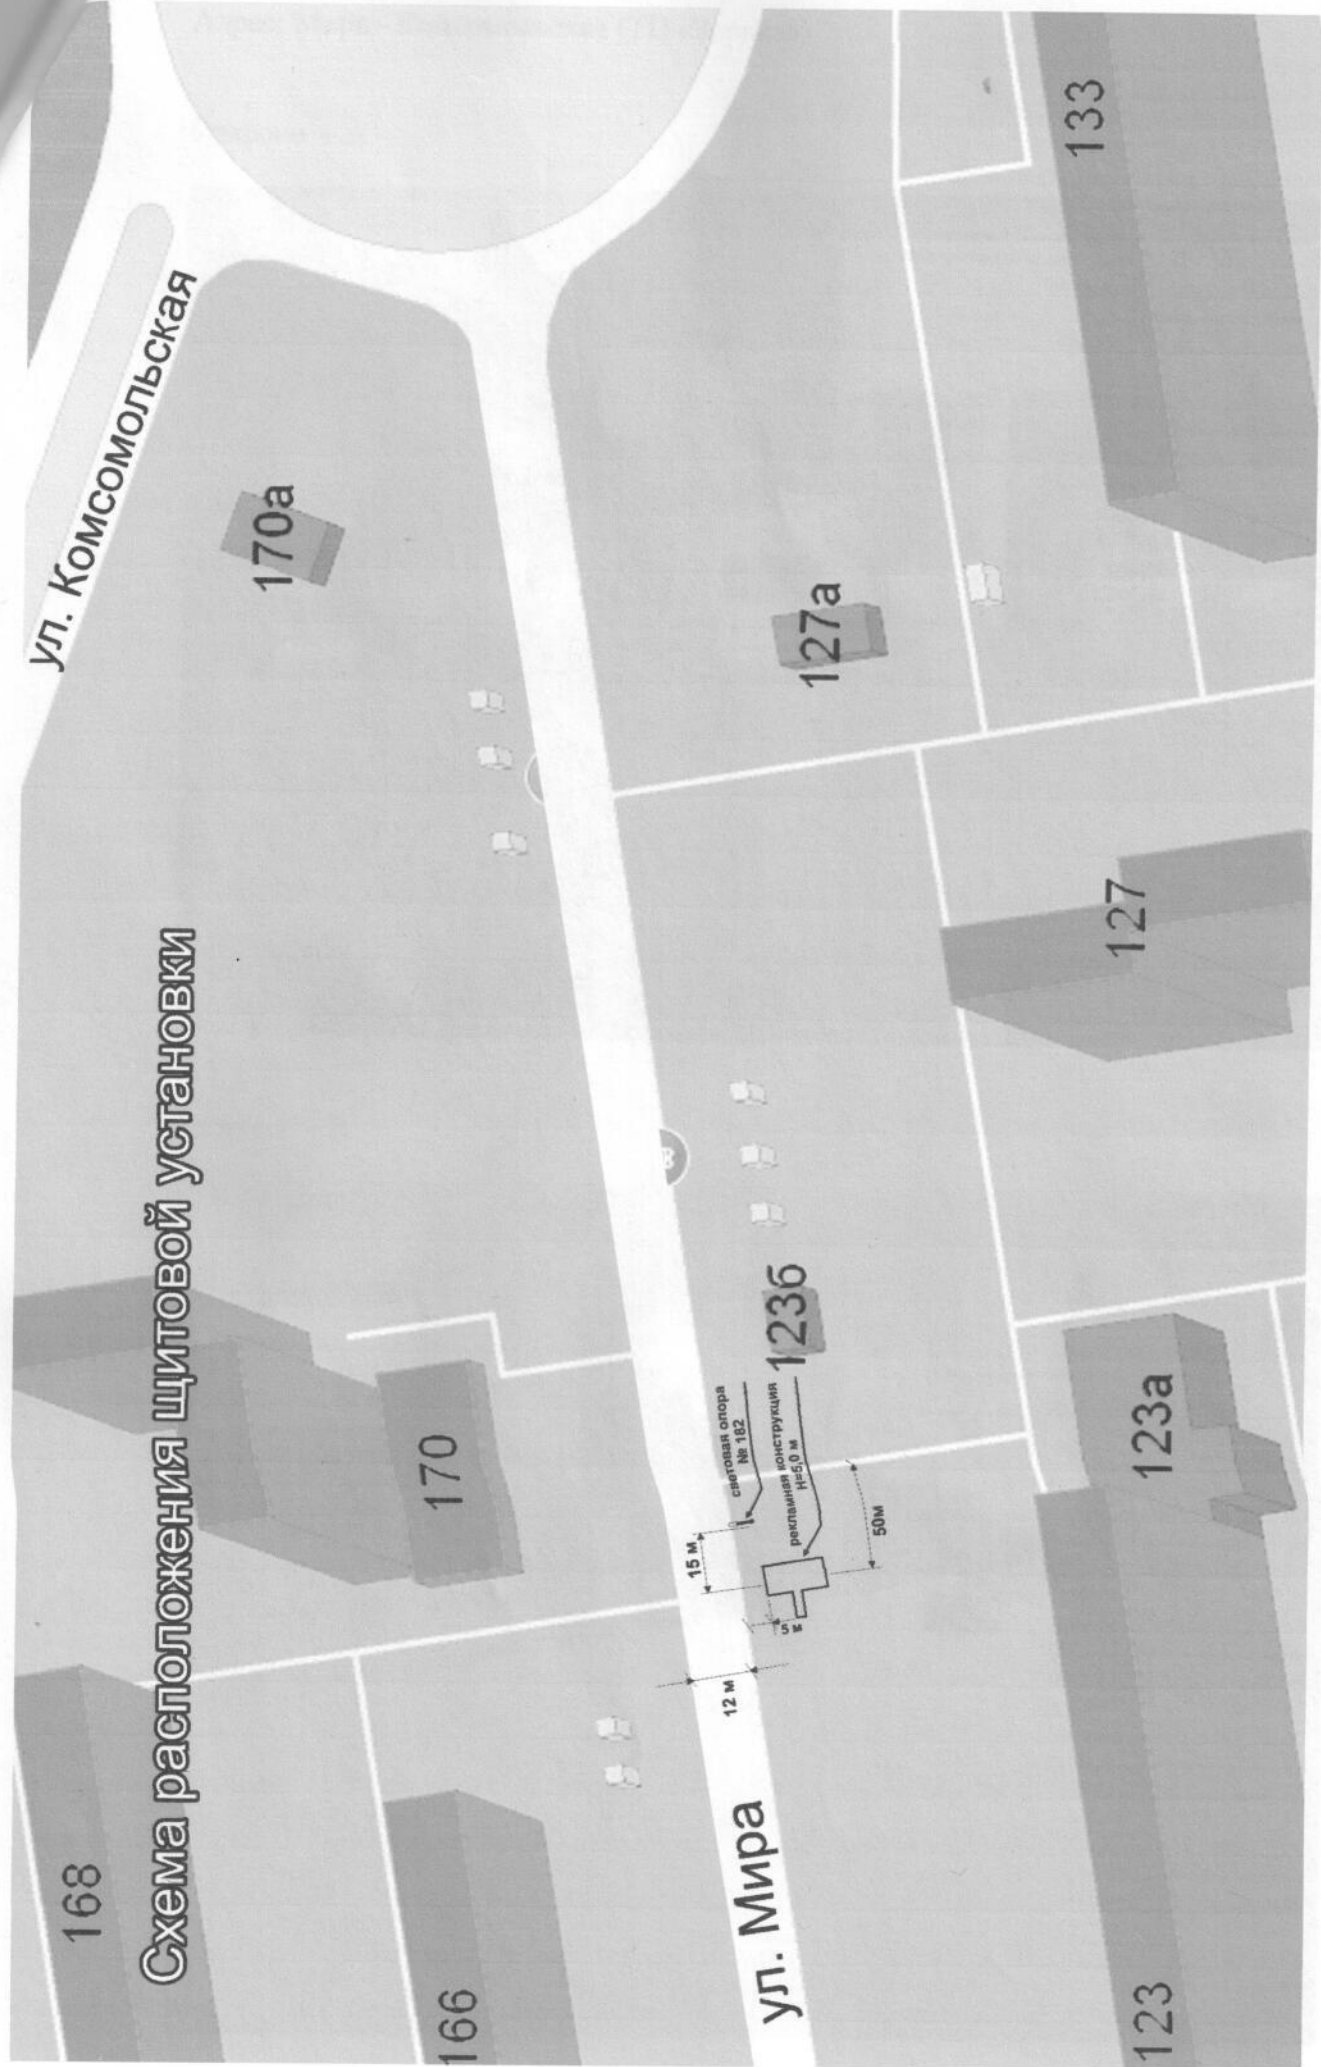 Схема расположения щитовой установки
ул. Комсомольская
168
170
170а
166
ул. Мира
12 м
15 м
5 м
световая опора
№ 182
рекламная конструкция
Н=5,0 м
50м
123б
127а
133
127
123а
123